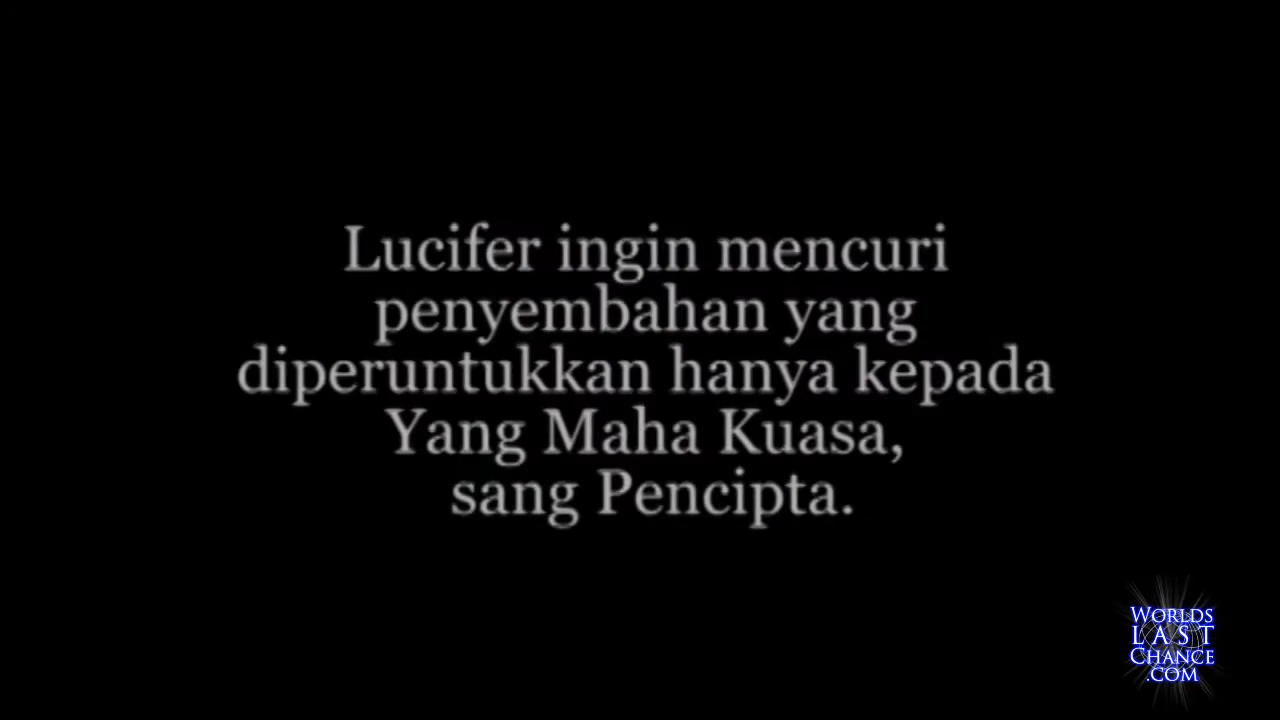 Lucifer ingin mencuri
penyembahan yang
diperuntukkan hanya kepada
Yang Maha Kuasa,
sang Pencipta.
WORLDS
LAST
CHANCE
.COM